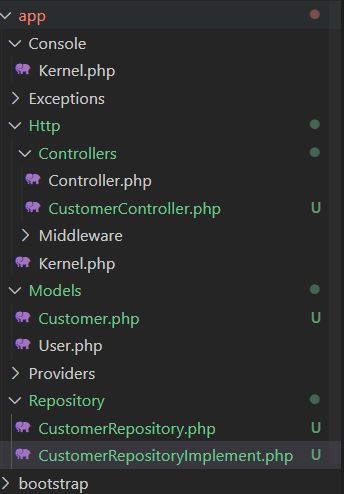 app
Console
Kernel.php
Exceptions
Http
Controllers
Controller.php
CustomerController.php U
Middleware
Kernel.php
Models
Customer.php U
User.php
Providers
Repository
CustomerRepository.php U
CustomerRepositoryImplement.php U
bootstrap